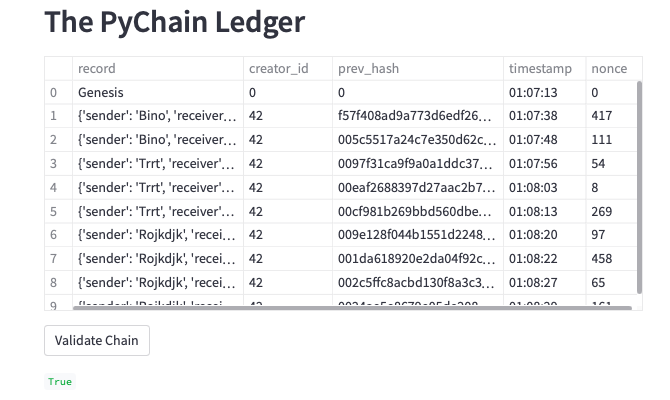 The PyChain Ledger
record creator_id prev_hash timestamp nonce
0 Genesis 0 0 01:07:13 0
1 {'sender': 'Bino', 'receiver... 42 f57f408ad9a773d6edf26... 01:07:38 417
2 {'sender': 'Bino', 'receiver... 42 005c5517a24c7e350d62c... 01:07:48 111
3 {'sender': 'Trrt', 'receiver'... 42 0097f31ca9f9a0a1ddc37... 01:07:56 54
4 {'sender': 'Trrt', 'receiver'... 42 00eaf2688397d27aac2b7... 01:08:03 8
5 {'sender': 'Trrt', 'receiver'... 42 00cf981b269bbd560dbe... 01:08:13 269
6 {'sender': 'Rojkdjk', 'recei... 42 009e128f044b1551d2248... 01:08:20 97
7 {'sender': 'Rojkdjk', 'recei... 42 001da618920e2da04f92c... 01:08:22 458
8 {'sender': 'Rojkdjk', 'recei... 42 002c5ffc8acbd130f8a3c3... 01:08:27 65
9 {'sender': 'Rojkdjk', 'recei... 42
Validate Chain
True